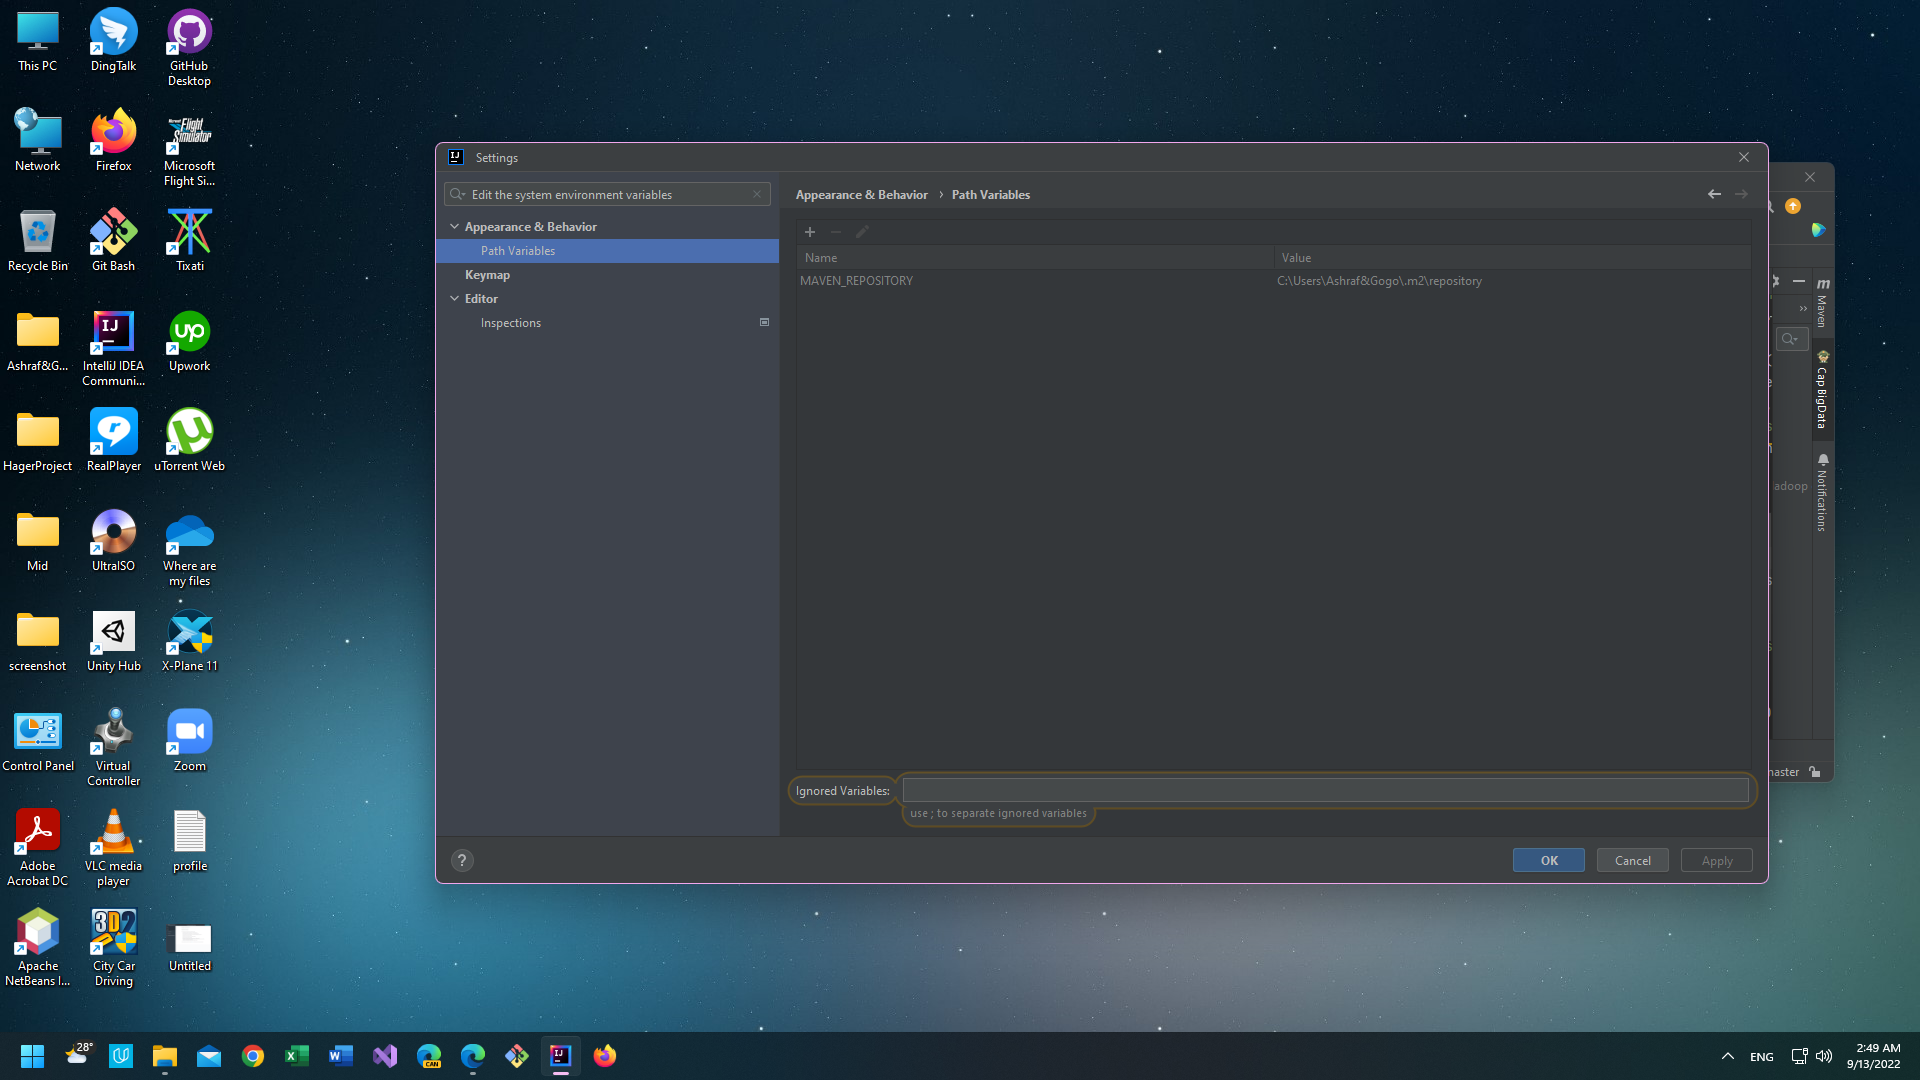 This PC
DingTalk
GitHub
Desktop
Network
Firefox
Microsoft
Flight Si...
Recycle Bin
Git Bash
Tixati
Ashraf&G...
IntelliJ IDEA
Communi...
Upwork
HagerProject
RealPlayer
uTorrent Web
Mid
UltraISO
Where are
my files
screenshot
Unity Hub
X-Plane 11
Control Panel
Virtual
Controller
Zoom
Adobe
Acrobat DC
VLC media
player
profile
Apache
NetBeans I...
City Car
Driving
Untitled
Settings
Edit the system environment variables
Appearance & Behavior
Path Variables
Keymap
Editor
Inspections
Appearance & Behavior › Path Variables
Name Value
MAVEN_REPOSITORY C:\Users\Ashraf&Gogo\.m2\repository
Ignored Variables:
use ; to separate ignored variables
? OK Cancel Apply
Maven
Cap BigData
Notifications
adoop
28°
ENG
2:49 AM
9/13/2022